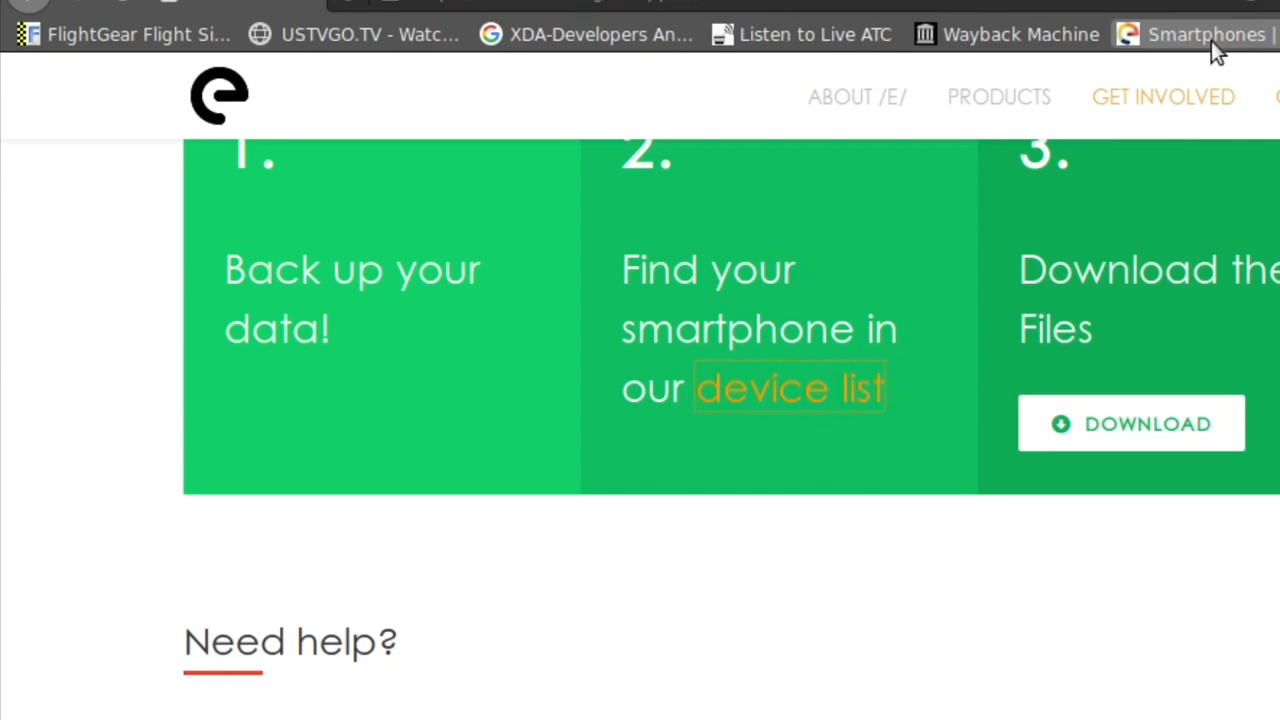 FlightGear Flight Si... USTVGO.TV - Watc... XDA-Developers An... Listen to Live ATC Wayback Machine Smartphones |
ABOUT /E/ PRODUCTS GET INVOLVED
1. 2. 3.
Back up your Find your Download the
data! smartphone in Files
our device list
DOWNLOAD
Need help?